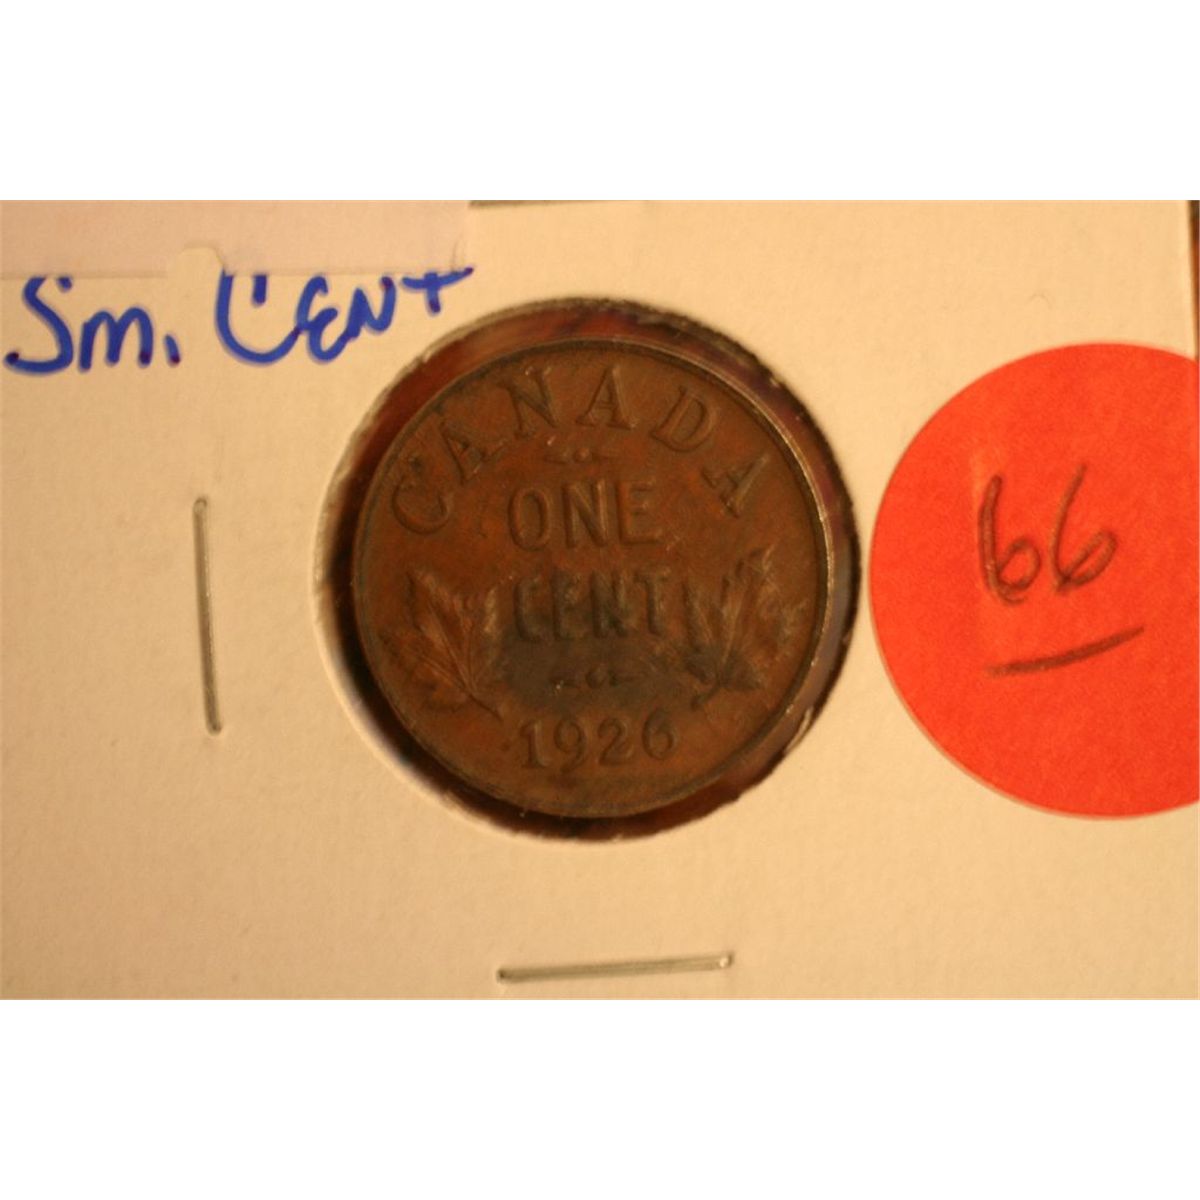 Sm. CENT
CANADA
ONE
CENT
1926
66